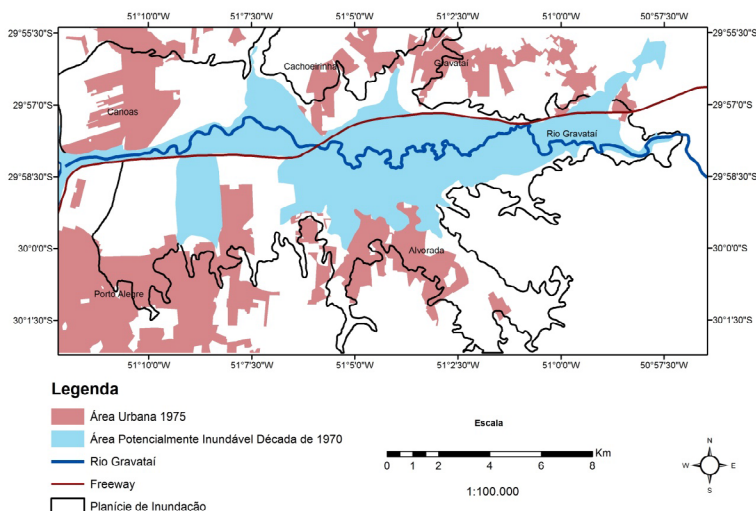 51°10'0"W 51°7'30"W 51°5'0"W 51°2'30"W 51°0'0"W 50°57'30"W
29°55'30"S 29°55'30"S
Cachoeirinha Gravataí
29°57'0"S 29°57'0"S
Canoas
Rio Gravataí
29°58'30"S 29°58'30"S
30°0'0"S 30°0'0"S
Alvorada
Porto Alegre
30°1'30"S 30°1'30"S
51°10'0"W 51°7'30"W 51°5'0"W 51°2'30"W 51°0'0"W 50°57'30"W
Legenda
Área Urbana 1975
Área Potencialmente Inundável Década de 1970
Rio Gravataí
Freeway
Planície de Inundação
Escala
Km
0 1 2 4 6 8
1:100.000
N
W E
S